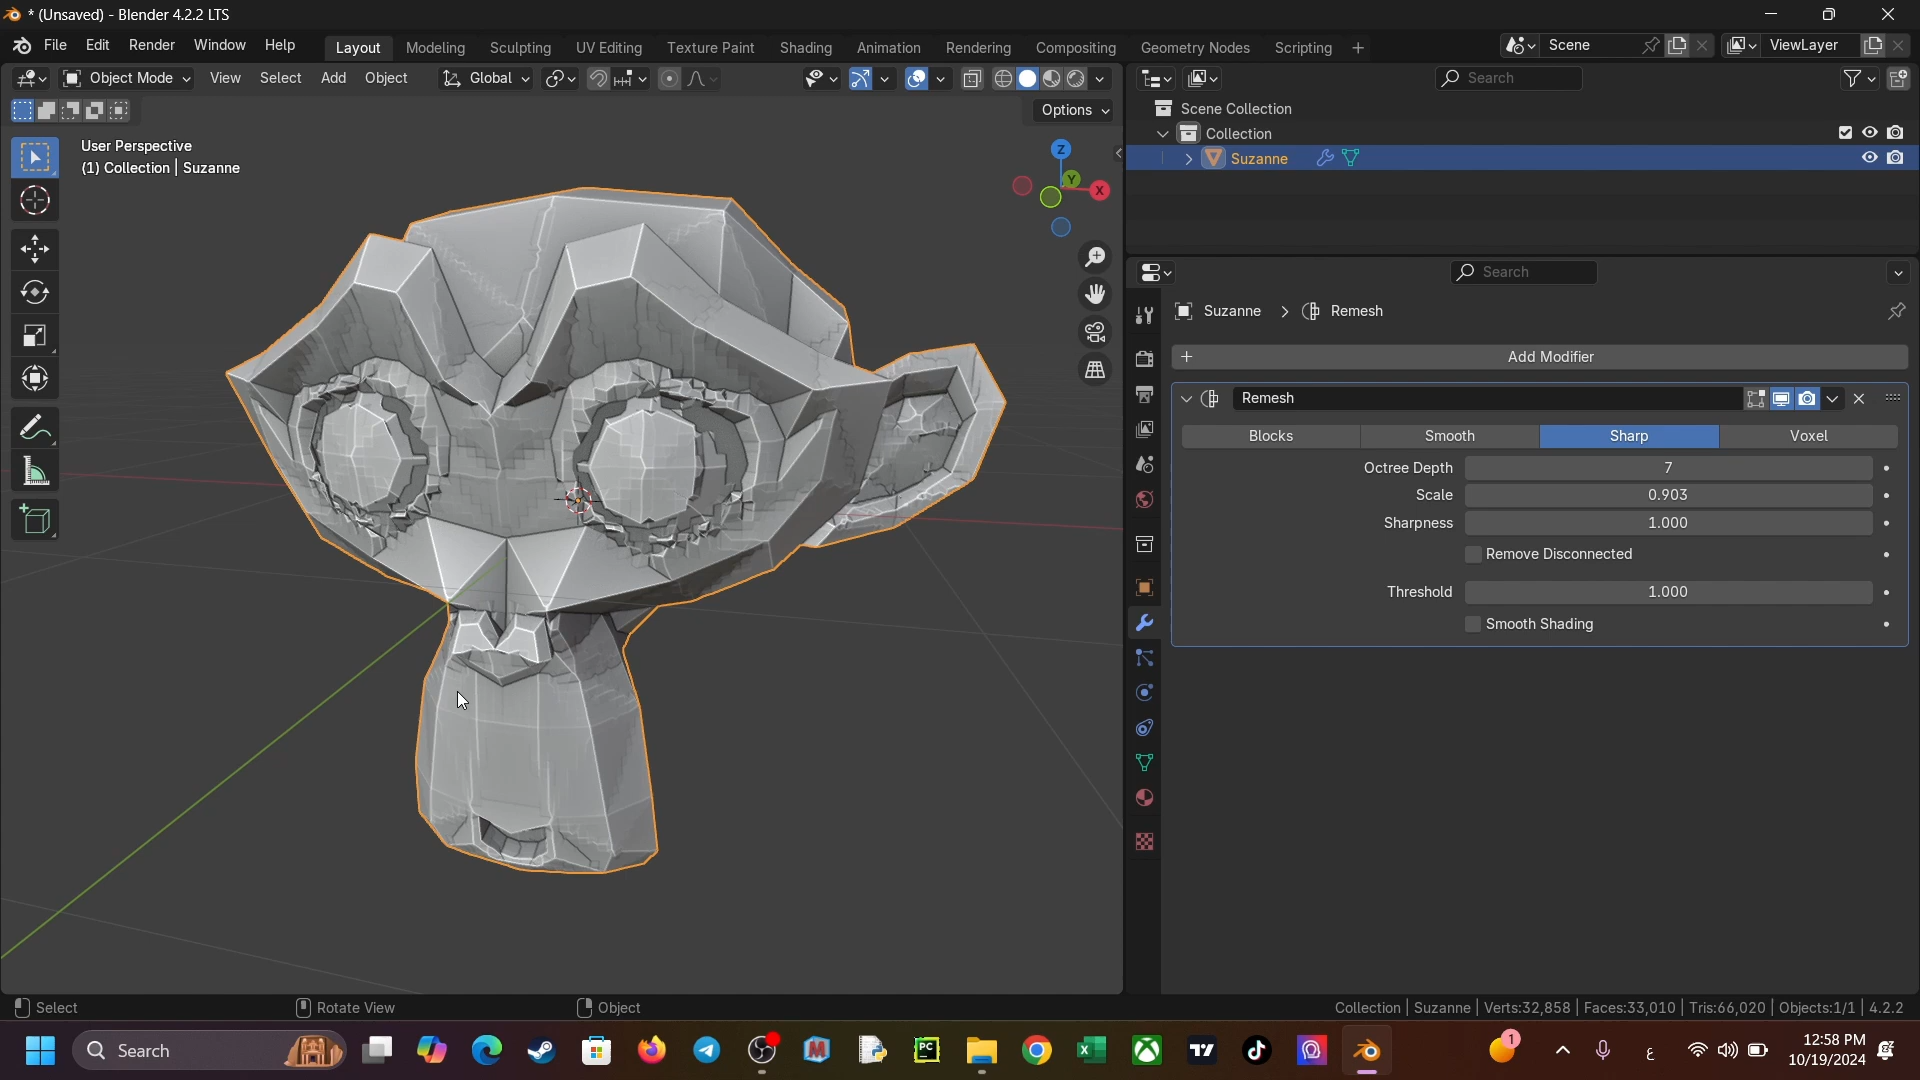 * (Unsaved) - Blender 4.2.2 LTS
File Edit Render Window Help Layout Modeling Sculpting UV Editing Texture Paint Shading Animation Rendering Compositing Geometry Nodes Scripting + Scene ViewLayer
Object Mode View Select Add Object Global
Options
User Perspective
(1) Collection | Suzanne
Z
Y
X
Search
Scene Collection
Collection
Suzanne
Search
Suzanne > Remesh
+ Add Modifier
Remesh
Blocks Smooth Sharp Voxel
Octree Depth 7
Scale 0.903
Sharpness 1.000
Remove Disconnected
Threshold 1.000
Smooth Shading
Select Rotate View Object Collection | Suzanne | Verts:32,858 | Faces:33,010 | Tris:66,020 | Objects:1/1 | 4.2.2
Search
PC
1
ع
12:58 PM
10/19/2024